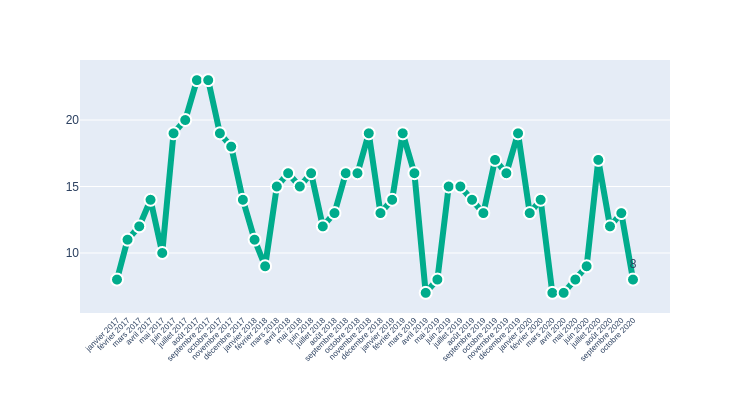 20
15
10
8
janvier 2017
février 2017
mars 2017
avril 2017
mai 2017
juin 2017
juillet 2017
août 2017
septembre 2017
octobre 2017
novembre 2017
décembre 2017
janvier 2018
février 2018
mars 2018
avril 2018
mai 2018
juin 2018
juillet 2018
août 2018
septembre 2018
octobre 2018
novembre 2018
décembre 2018
janvier 2019
février 2019
mars 2019
avril 2019
mai 2019
juin 2019
juillet 2019
août 2019
septembre 2019
octobre 2019
novembre 2019
décembre 2019
janvier 2020
février 2020
mars 2020
avril 2020
mai 2020
juin 2020
juillet 2020
août 2020
septembre 2020
octobre 2020